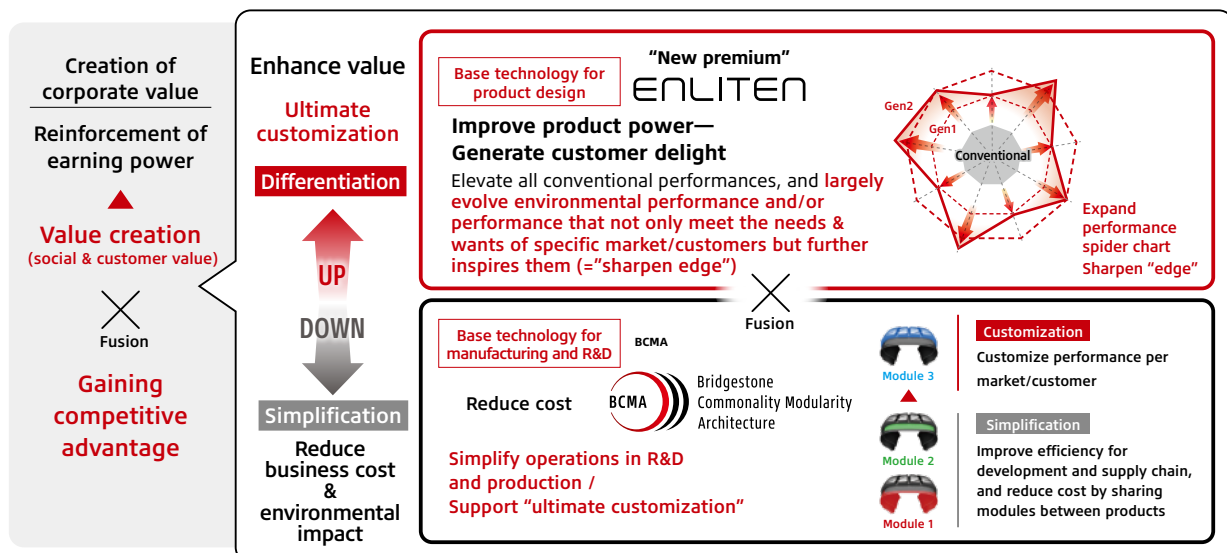 Creation of
corporate value
Reinforcement of
earning power
Value creation
(social & customer value)
Fusion
Gaining
competitive
advantage
Enhance value
Ultimate
customization
Differentiation
UP
DOWN
Simplification
Reduce
business cost
&
environmental
impact
Base technology for
product design
“New premium”
ENLITEN
Improve product power—
Generate customer delight
Elevate all conventional performances, and largely
evolve environmental performance and/or
performance that not only meet the needs &
wants of specific market/customers but further
inspires them (=”sharpen edge”)
Gen2
Gen1
Conventional
Expand
performance
spider chart
Sharpen “edge”
Fusion
Base technology for
manufacturing and R&D
BCMA
Reduce cost
BCMA
Bridgestone
Commonality Modularity
Architecture
Simplify operations in R&D
and production /
Support “ultimate customization”
Module 3
Module 2
Module 1
Customization
Customize performance per
market/customer
Simplification
Improve efficiency for
development and supply chain,
and reduce cost by sharing
modules between products